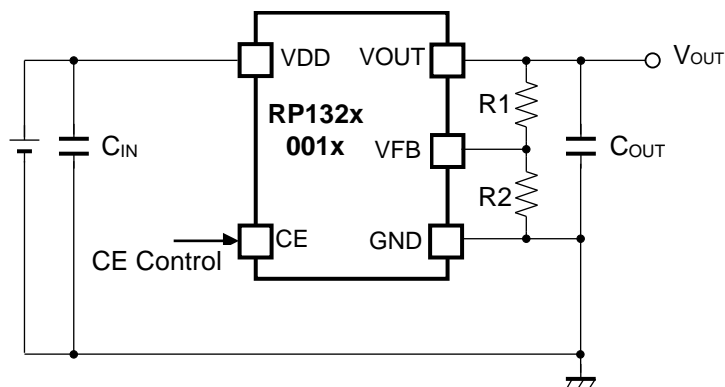 VDD VOUT
VOUT
RP132x
001x
R1
CIN
VFB
COUT
R2
CE
GND
CE Control